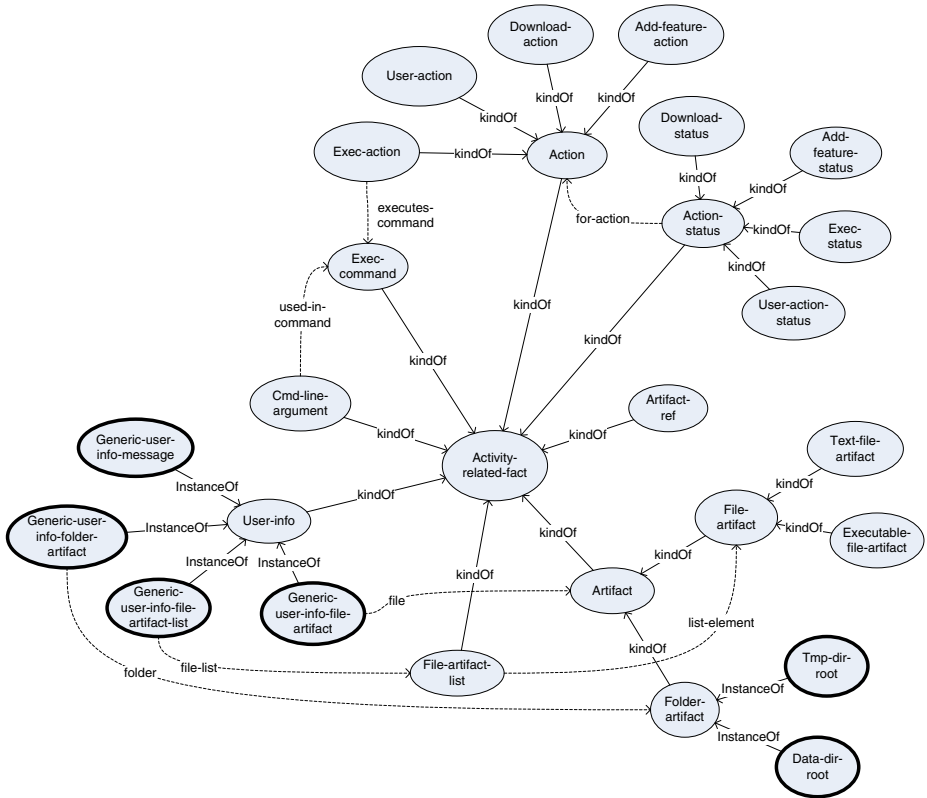 Download-
action
Add-feature-
action
User-action
kindOf
kindOf
kindOf
Download-
status
Add-
feature-
status
Exec-action
kindOf
Action
kindOf
kindOf
executes-
command
for-action
Action-
status
kindOf
Exec-
status
Exec-
command
kindOf
used-in-
command
kindOf
User-action-
status
kindOf
kindOf
Cmd-line-
argument
Artifact-
ref
kindOf
kindOf
Generic-user-
info-message
Activity-
related-fact
Text-file-
artifact
InstanceOf
kindOf
kindOf
Generic-user-
info-folder-
artifact
InstanceOf
User-info
File-
artifact
kindOf
Executable-
file-artifact
InstanceOf
InstanceOf
kindOf
kindOf
kindOf
Generic-
user-info-file-
artifact-list
Generic-
user-info-file-
artifact
file
Artifact
list-element
kindOf
folder
file-list
File-artifact-
list
Tmp-dir-
root
InstanceOf
Folder-
artifact
InstanceOf
Data-dir-
root